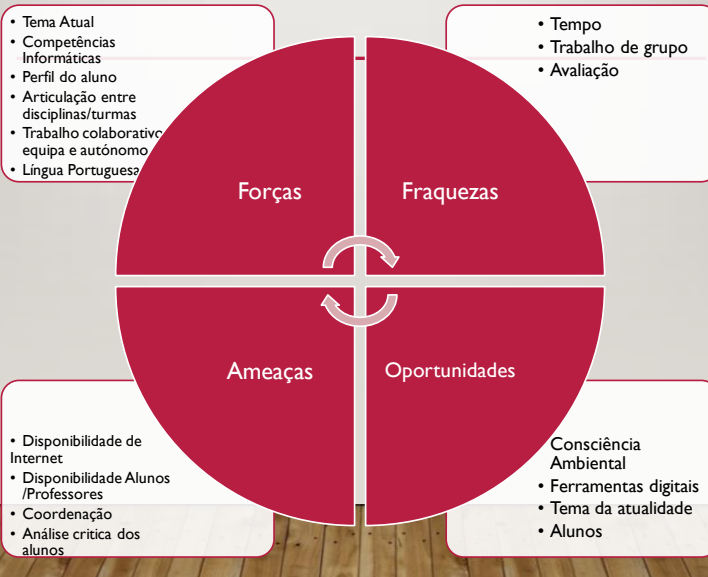 • Tema Atual
• Competências
Informáticas
• Perfil do aluno
• Articulação entre
disciplinas/turmas
• Trabalho colaborativo
equipa e autónomo
• Língua Portuguesa
• Tempo
• Trabalho de grupo
• Avaliação
Forças
Fraquezas
Ameaças
Oportunidades
• Disponibilidade de
Internet
• Disponibilidade Alunos
/Professores
• Coordenação
• Análise critica dos
alunos
Consciência
Ambiental
• Ferramentas digitais
• Tema da atualidade
• Alunos